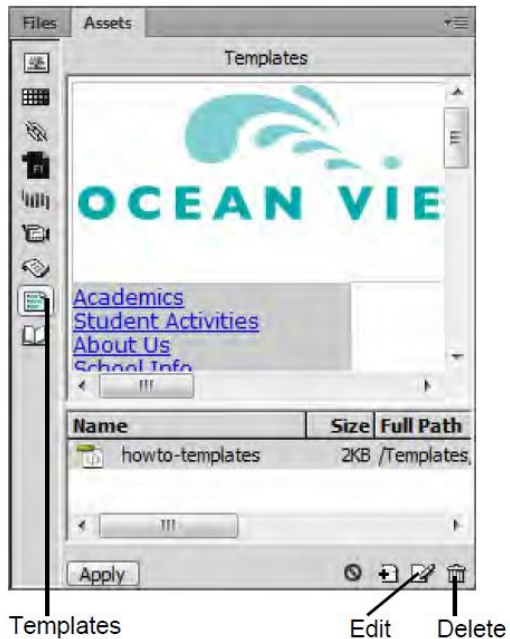 Files Assets
Templates
OCEAN VIE
Academics
Student Activities
About Us
School Info
Name Size Full Path
howto-templates 2KB /Templates,
Apply
Templates Edit Delete